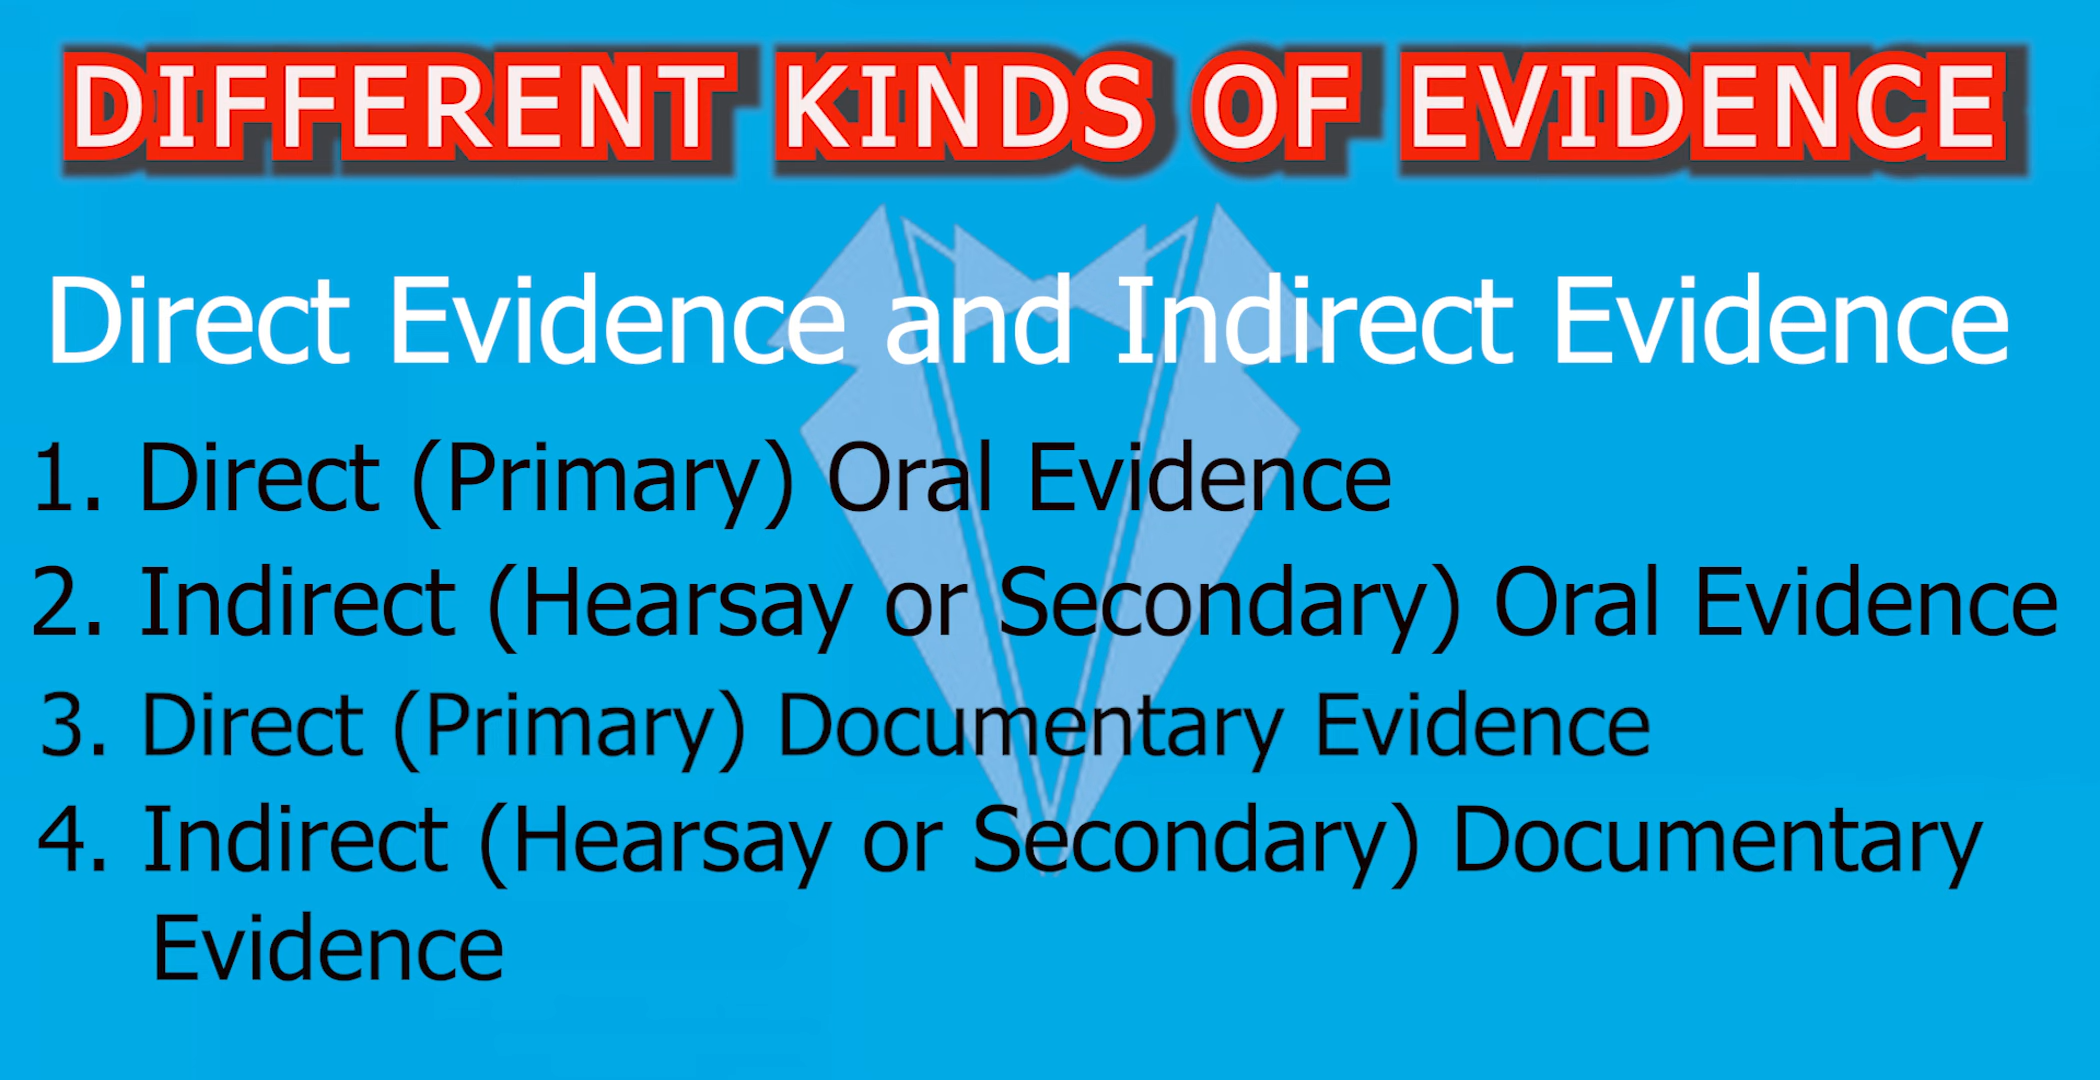 DIFFERENT KINDS OF EVIDENCE
Direct Evidence and Indirect Evidence
1. Direct (Primary) Oral Evidence
2. Indirect (Hearsay or Secondary) Oral Evidence
3. Direct (Primary) Documentary Evidence
4. Indirect (Hearsay or Secondary) Documentary
Evidence